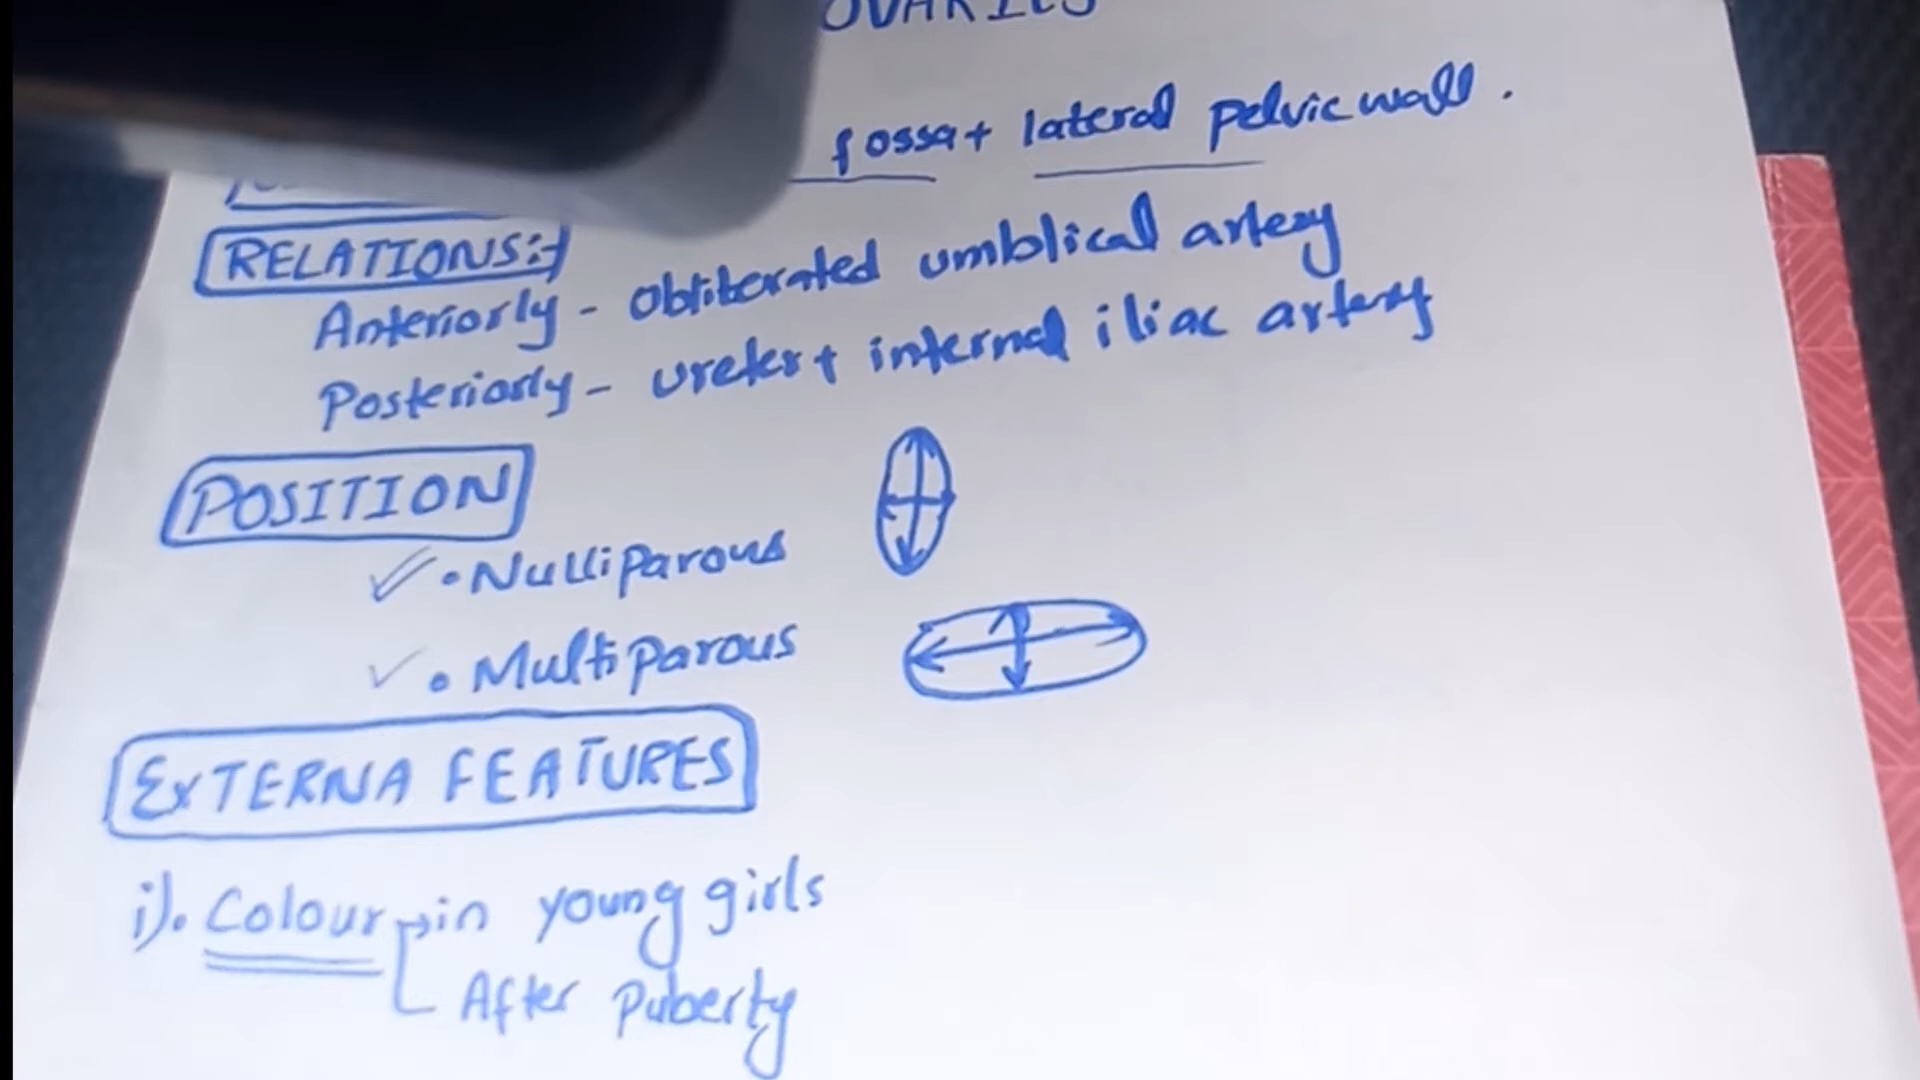 OVARIES
fossa + lateral pelvic wall.
RELATIONS:-
Anteriorly - Obliterated umblical artery
Posteriorly - ureter + internal iliac artery
POSITION
• Nulliparous
• Multiparous
EXTERNA FEATURES
i). Colour in young girls
After puberty